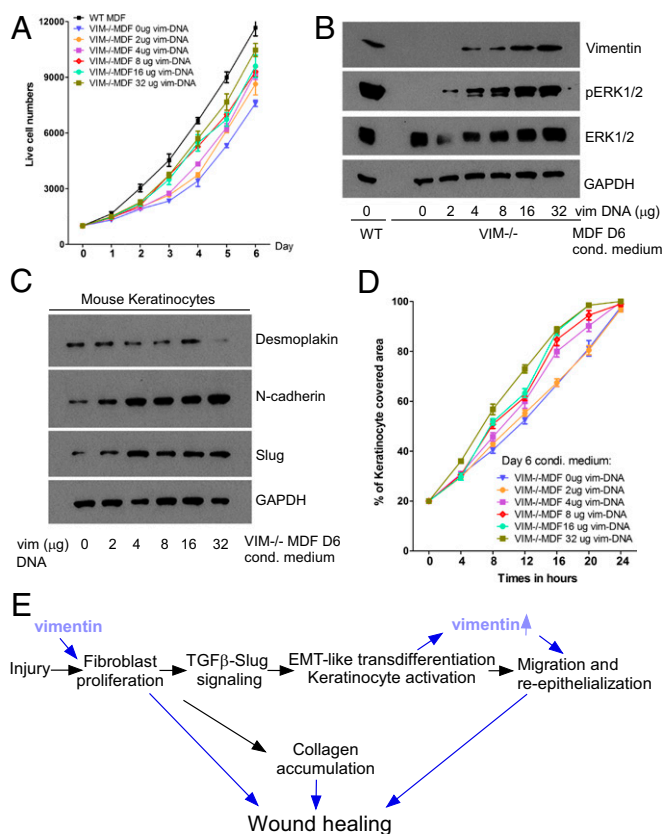 A
WT MDF
VIM-/-MDF 0ug vim-DNA
VIM-/-MDF 2ug vim-DNA
VIM-/-MDF 4ug vim-DNA
VIM-/-MDF 8 ug vim-DNA
VIM-/-MDF16 ug vim-DNA
VIM-/-MDF 32 ug vim-DNA
Live cell numbers
12000
9000
6000
3000
0 1 2 3 4 5 6 Day
B
Vimentin
pERK1/2
ERK1/2
GAPDH
0 0 2 4 8 16 32 vim DNA (μg)
WT VIM-/- MDF D6
cond. medium
C
Mouse Keratinocytes
Desmoplakin
N-cadherin
Slug
GAPDH
vim (μg) 0 2 4 8 16 32 VIM-/- MDF D6
DNA cond. medium
D
% of Keratinocyte covered area
100
80
60
40
20
0
Day 6 condi. medium:
VIM-/-MDF 0ug vim-DNA
VIM-/-MDF 2ug vim-DNA
VIM-/-MDF 4ug vim-DNA
VIM-/-MDF 8 ug vim-DNA
VIM-/-MDF16 ug vim-DNA
VIM-/-MDF 32 ug vim-DNA
0 4 8 12 16 20 24
Times in hours
E
vimentin
vimentin
Injury
Fibroblast
proliferation
TGFβ-Slug
signaling
EMT-like transdifferentiation
Keratinocyte activation
Migration and
re-epithelialization
Collagen
accumulation
Wound healing